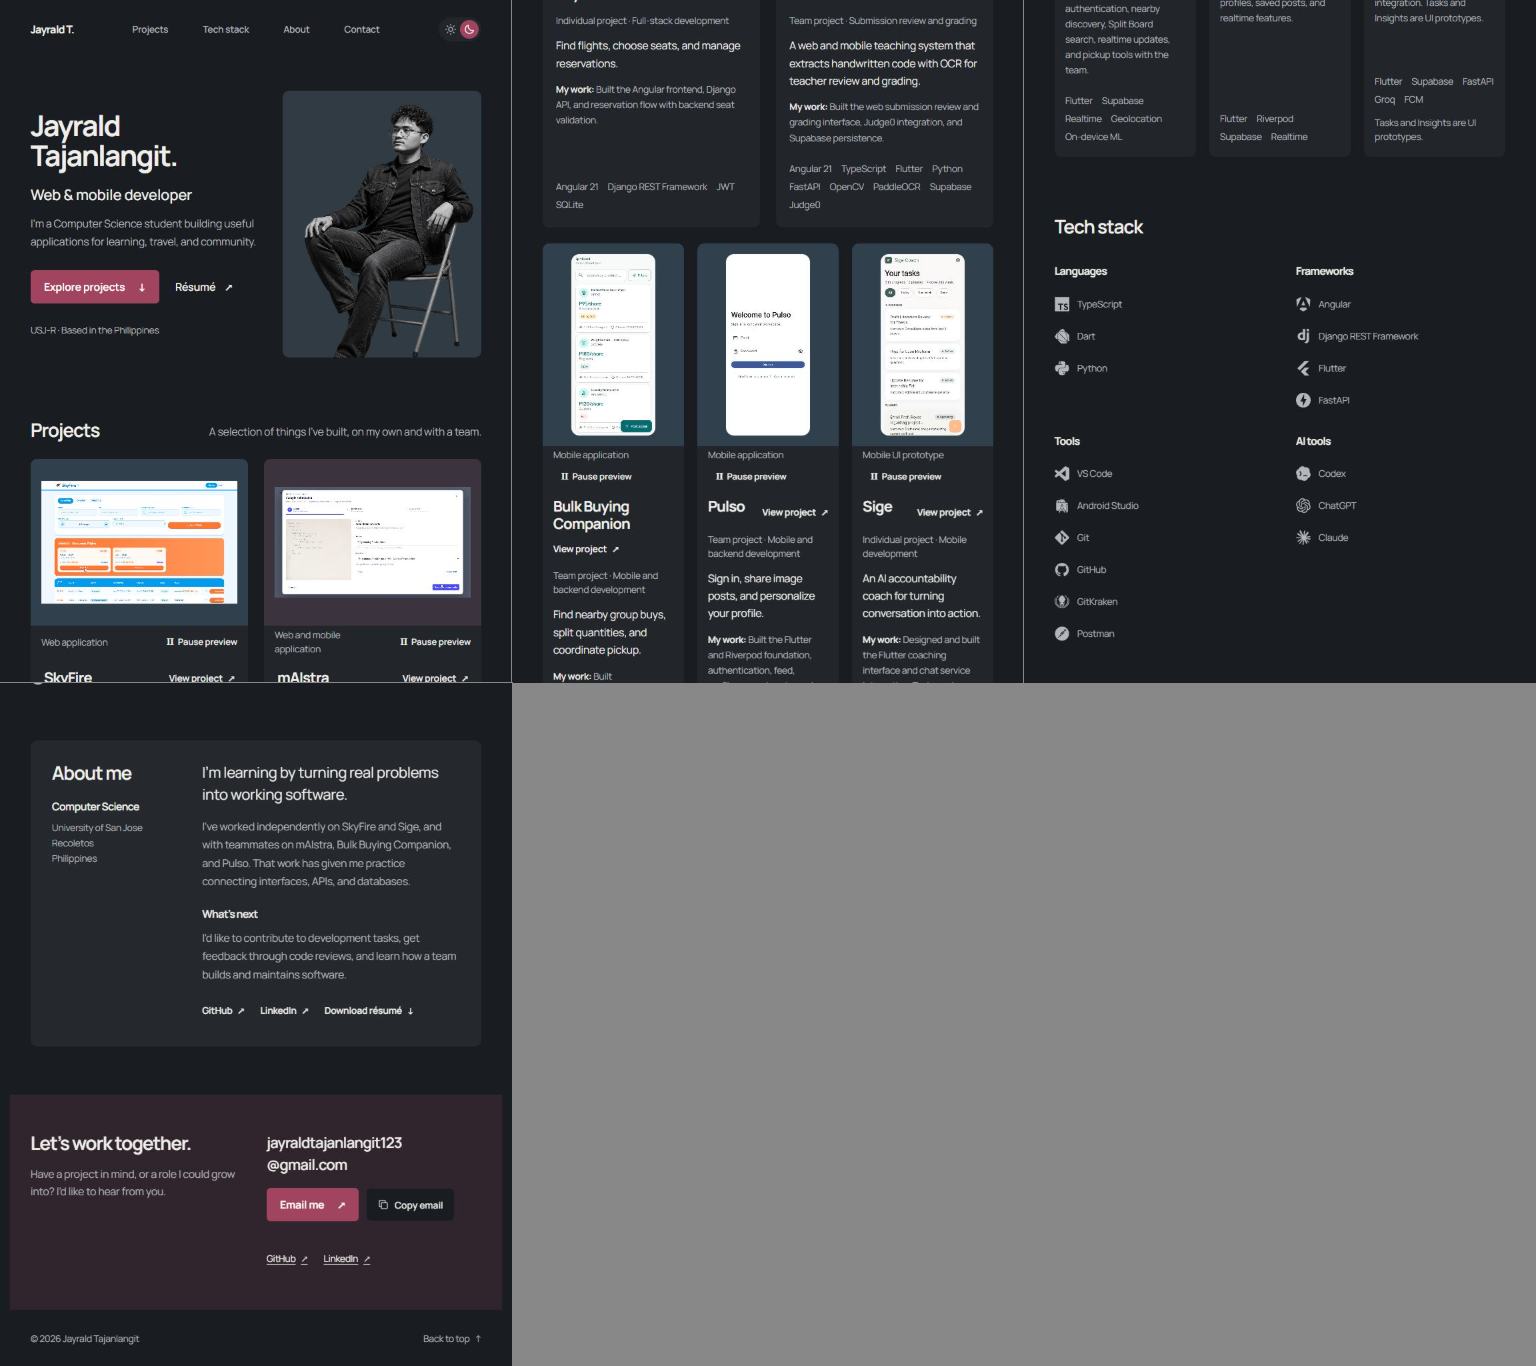 Jayrald T.
Projects
Tech stack
About
Contact
Jayrald
Tajanlangit.
Web & mobile developer
I'm a Computer Science student building useful
applications for learning, travel, and community.
Explore projects ↓
Résumé ↗
USJ-R · Based in the Philippines
Projects
A selection of things I've built, on my own and with a team.
Web application
Pause preview
SkyFire
View project ↗
Web and mobile
application
Pause preview
mAIstra
View project ↗
Individual project · Full-stack development
Find flights, choose seats, and manage
reservations.
My work: Built the Angular frontend, Django
API, and reservation flow with backend seat
validation.
Angular 21 Django REST Framework JWT
SQLite
Team project · Submission review and grading
A web and mobile teaching system that
extracts handwritten code with OCR for
teacher review and grading.
My work: Built the web submission review and
grading interface, Judge0 integration, and
Supabase persistence.
Angular 21 TypeScript Flutter Python
FastAPI OpenCV PaddleOCR Supabase
Judge0
Mobile application
Pause preview
Bulk Buying
Companion
View project ↗
Team project · Mobile and
backend development
Find nearby group buys,
split quantities, and
coordinate pickup.
My work: Built
Welcome to Pulso
Mobile application
Pause preview
Pulso
View project ↗
Team project · Mobile and
backend development
Sign in, share image
posts, and personalize
your profile.
My work: Built the Flutter
and Riverpod foundation,
authentication, feed,
Sige Coach
Your tasks
Mobile UI prototype
Pause preview
Sige
View project ↗
Individual project · Mobile
development
An AI accountability
coach for turning
conversation into action.
My work: Designed and built
the Flutter coaching
interface and chat service
authentication, nearby
discovery, Split Board
search, realtime updates,
and pickup tools with the
team.
Flutter Supabase
Realtime Geolocation
On-device ML
profiles, saved posts, and
realtime features.
Flutter Riverpod
Supabase Realtime
integration. Tasks and
Insights are UI prototypes.
Flutter Supabase FastAPI
Groq FCM
Tasks and Insights are UI
prototypes.
Tech stack
Languages
TypeScript
Dart
Python
Frameworks
Angular
Django REST Framework
Flutter
FastAPI
Tools
VS Code
Android Studio
Git
GitHub
GitKraken
Postman
AI tools
Codex
ChatGPT
Claude
About me
Computer Science
University of San Jose
Recoletos
Philippines
I'm learning by turning real problems
into working software.
I've worked independently on SkyFire and Sige, and
with teammates on mAIstra, Bulk Buying Companion,
and Pulso. That work has given me practice
connecting interfaces, APIs, and databases.
What's next
I'd like to contribute to development tasks, get
feedback through code reviews, and learn how a team
builds and maintains software.
GitHub ↗
LinkedIn ↗
Download résumé ↓
Let's work together.
Have a project in mind, or a role I could grow
into? I'd like to hear from you.
jayraldtajanlangit123
@gmail.com
Email me ↗
Copy email
GitHub ↗
LinkedIn ↗
© 2026 Jayrald Tajanlangit
Back to top ↑